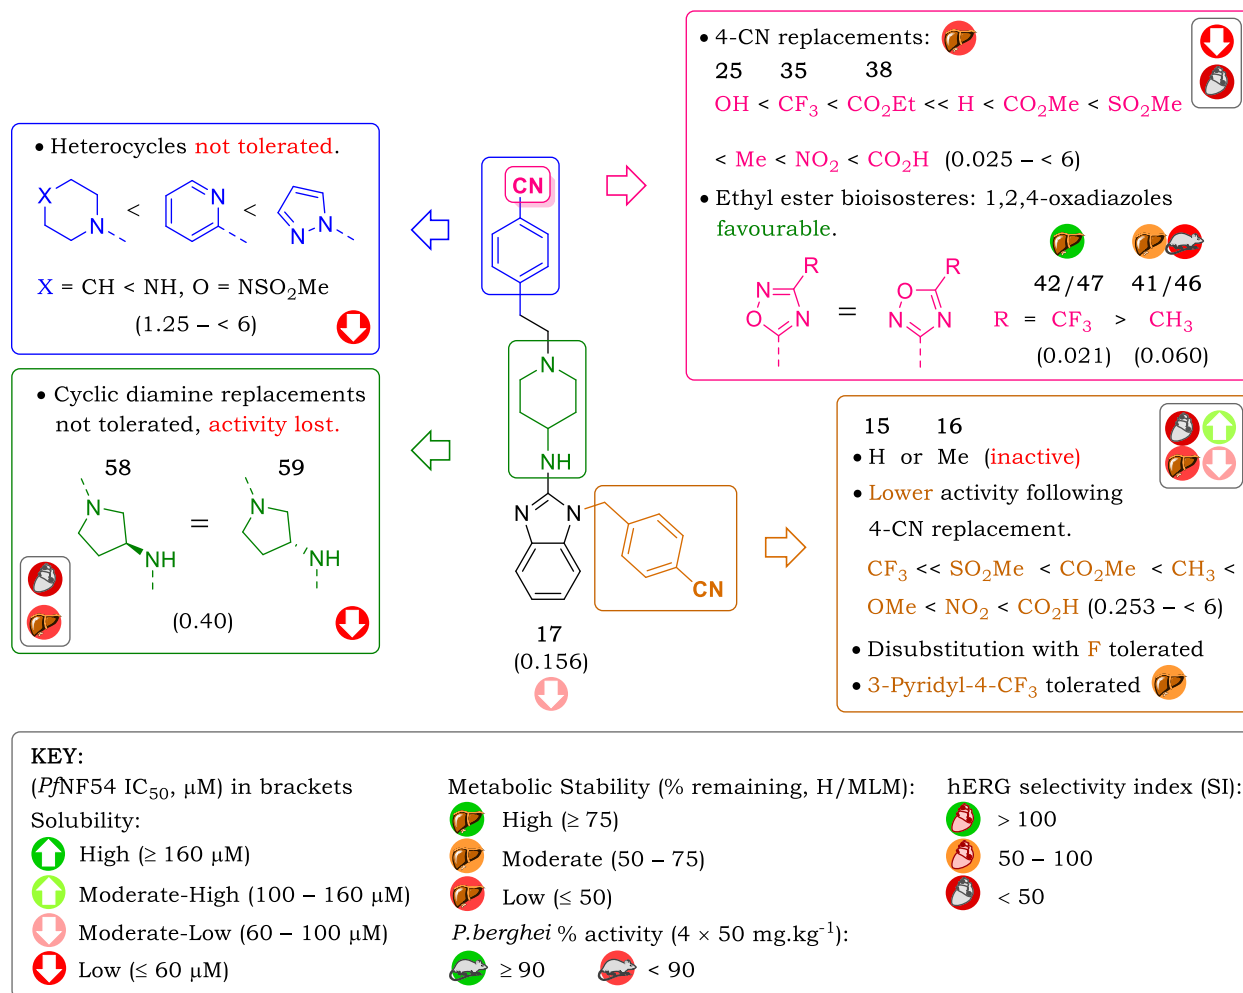 • Heterocycles not tolerated.
X
N
<
N
<
N
N
X = CH < NH, O = NSO₂Me
(1.25 – < 6)
• Cyclic diamine replacements
not tolerated, activity lost.
58
59
N
NH
=
N
NH
(0.40)
CN
N
NH
N
N
CN
17
(0.156)
• 4-CN replacements:
25 35 38
OH < CF₃ < CO₂Et << H < CO₂Me < SO₂Me
< Me < NO₂ < CO₂H (0.025 – < 6)
• Ethyl ester bioisosteres: 1,2,4-oxadiazoles
favourable.
R
N
O
N
=
R
O
N
N
42/47 41/46
R = CF₃ > CH₃
(0.021) (0.060)
15 16
• H or Me (inactive)
• Lower activity following
4-CN replacement.
CF₃ << SO₂Me < CO₂Me < CH₃ <
OMe < NO₂ < CO₂H (0.253 – < 6)
• Disubstitution with F tolerated
• 3-Pyridyl-4-CF₃ tolerated
KEY:
(PfNF54 IC₅₀, µM) in brackets
Solubility:
High (≥ 160 µM)
Moderate-High (100 – 160 µM)
Moderate-Low (60 – 100 µM)
Low (≤ 60 µM)
Metabolic Stability (% remaining, H/MLM):
High (≥ 75)
Moderate (50 – 75)
Low (≤ 50)
P.berghei % activity (4 × 50 mg.kg⁻¹):
≥ 90 < 90
hERG selectivity index (SI):
> 100
50 – 100
< 50